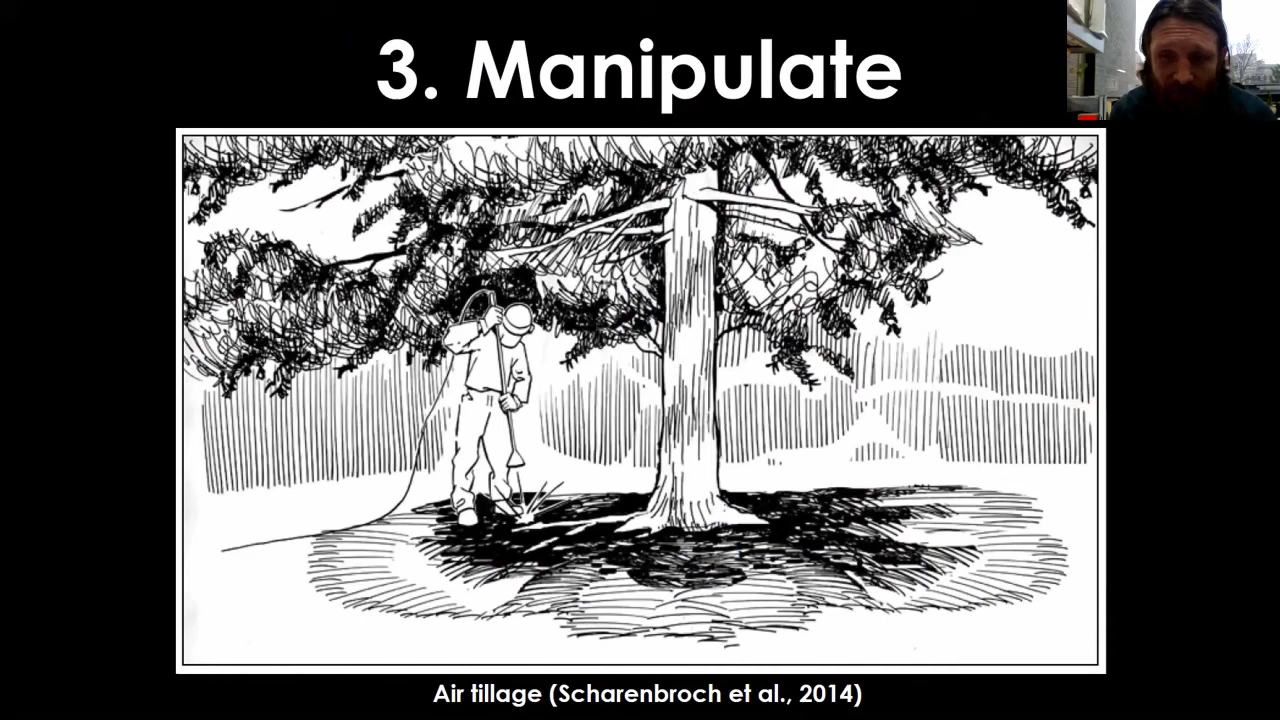 3. Manipulate
Air tillage (Scharenbroch et al., 2014)